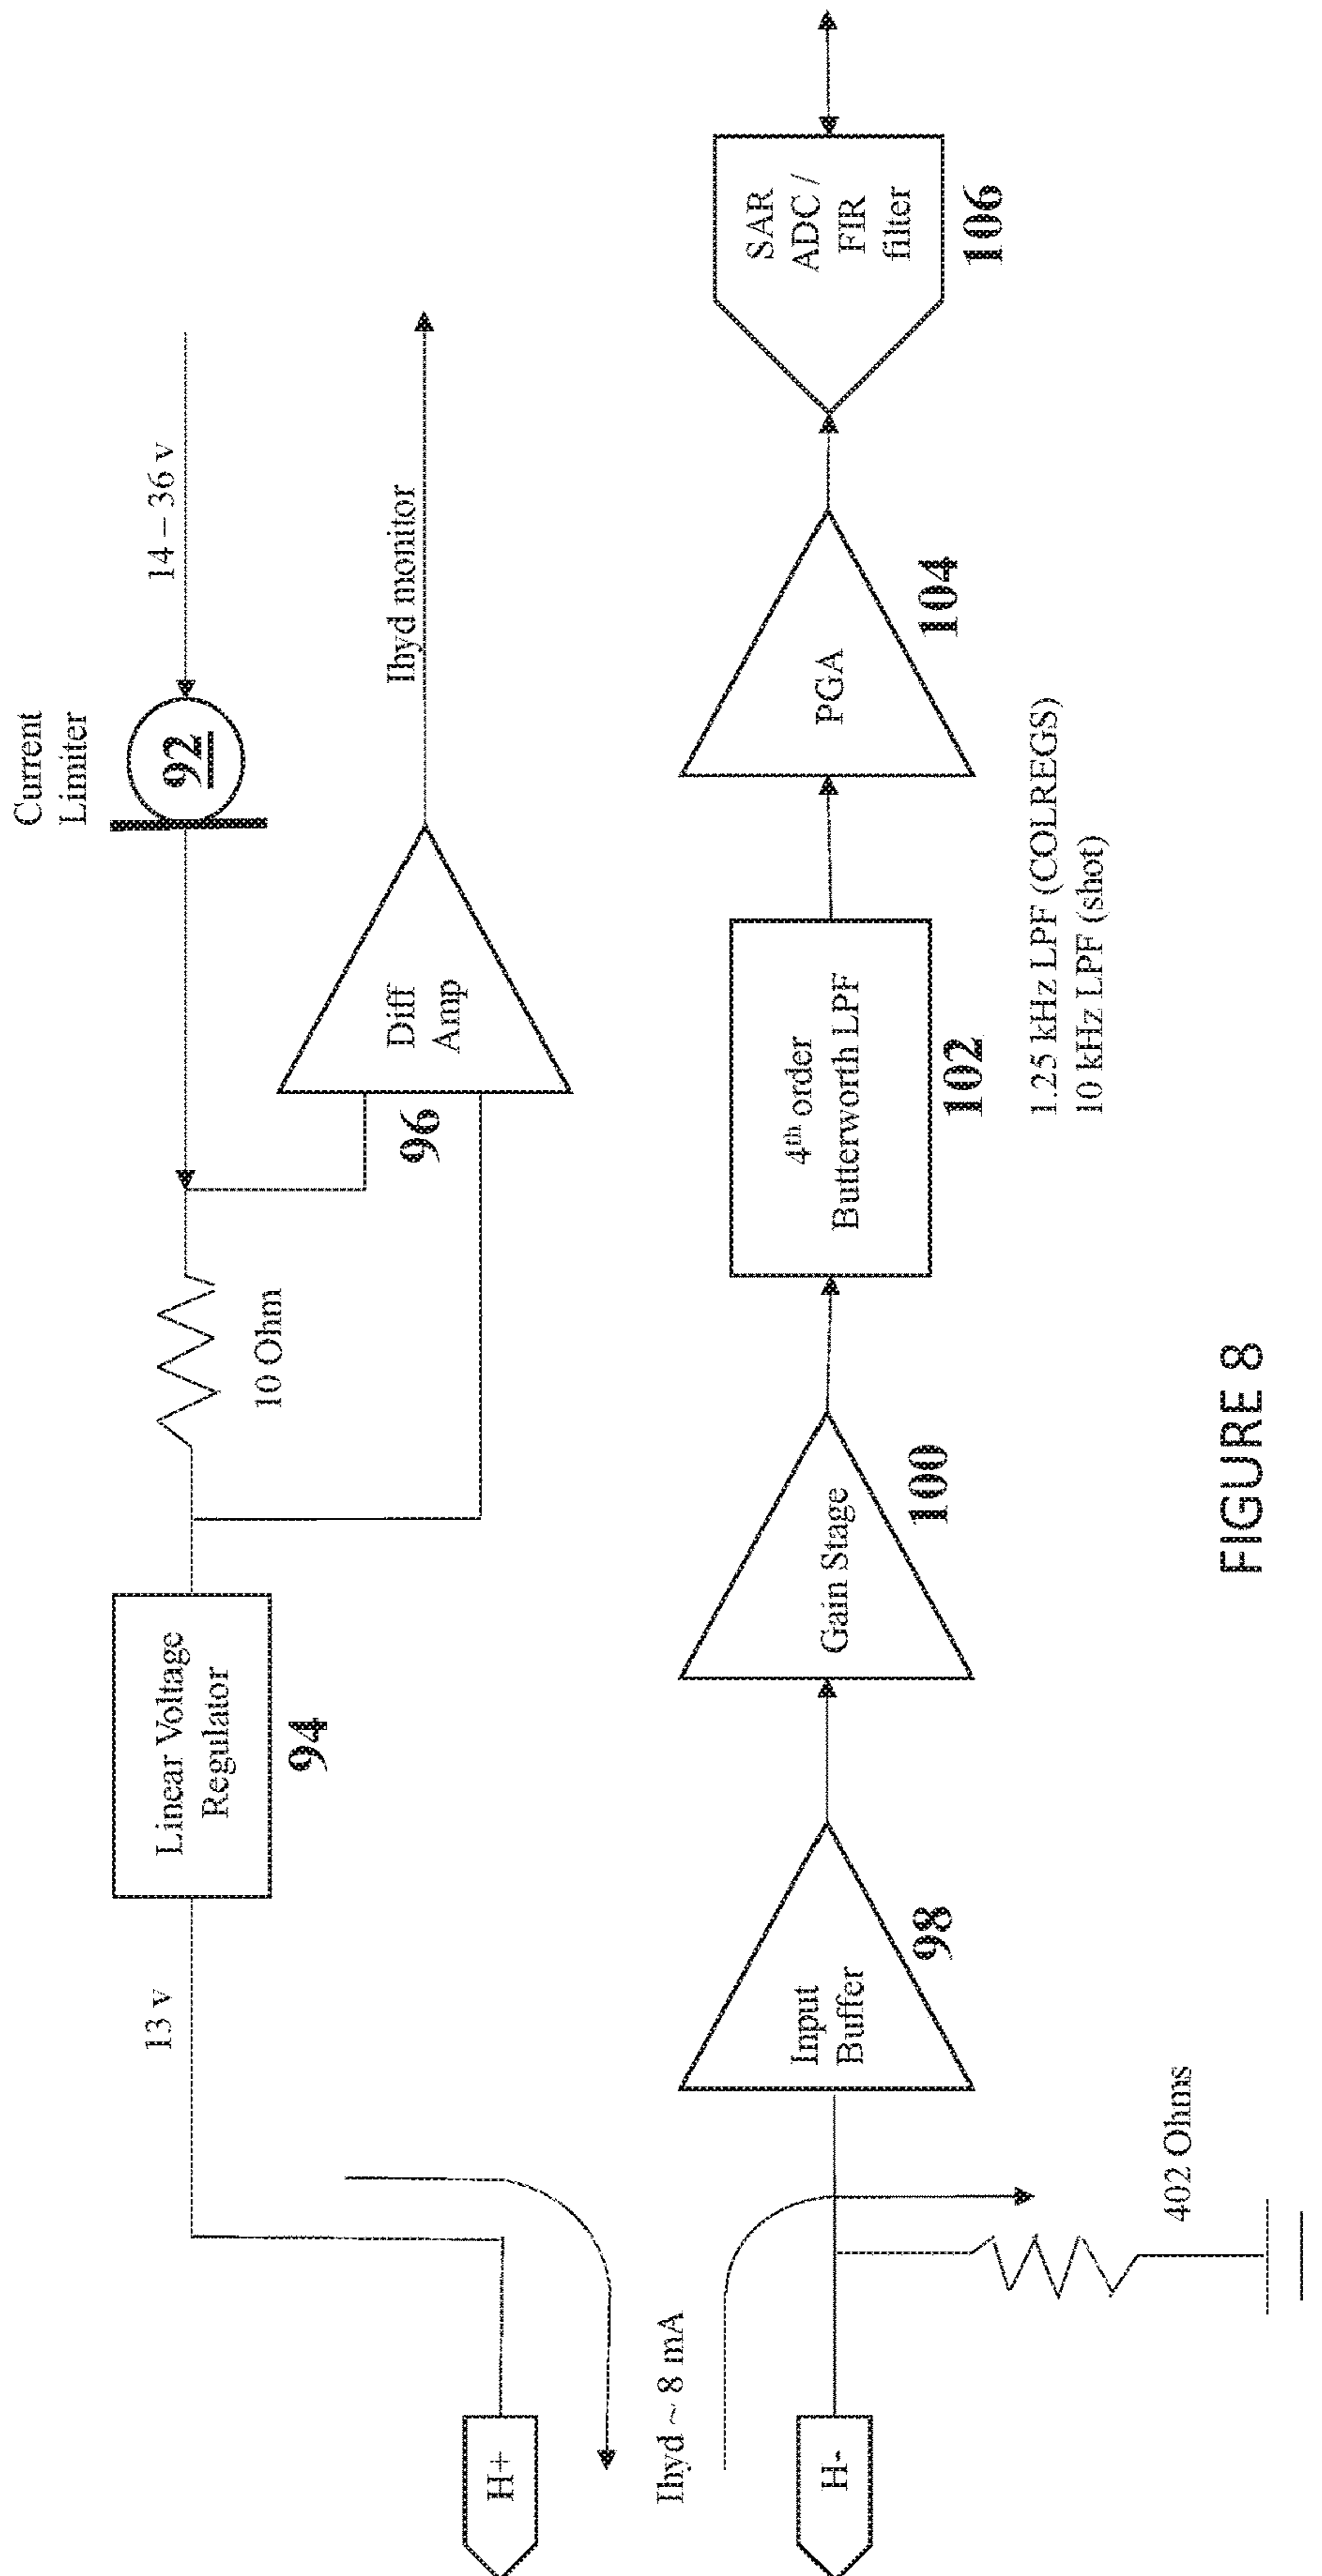 Current
Limiter
92
14 – 36 v
10 Ohm
Linear Voltage
Regulator
94
13 v
Diff
Amp
96
Ihyd monitor
H+
Ihyd ~ 8 mA
H-
402 Ohms
Input
Buffer
98
Gain Stage
100
4th order
Butterworth LPF
102
1.25 kHz LPF (COLREGS)
10 kHz LPF (shot)
PGA
104
SAR
ADC /
FIR
filter
106
FIGURE 8